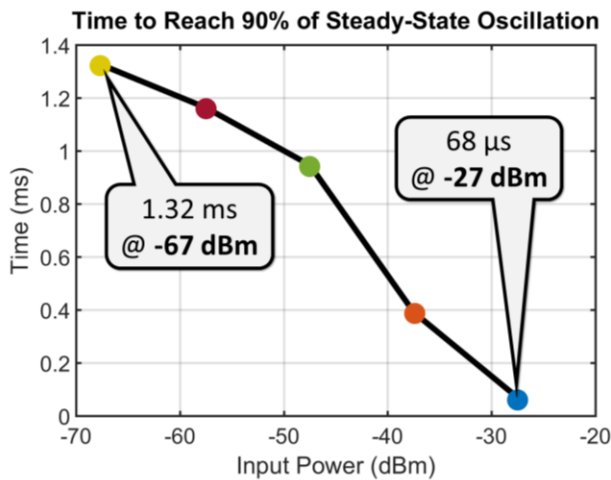 Time to Reach 90% of Steady-State Oscillation
1.4
1.2
1
0.8
0.6
0.4
0.2
0
Time (ms)
1.32 ms
@ -67 dBm
68 µs
@ -27 dBm
-70 -60 -50 -40 -30 -20
Input Power (dBm)